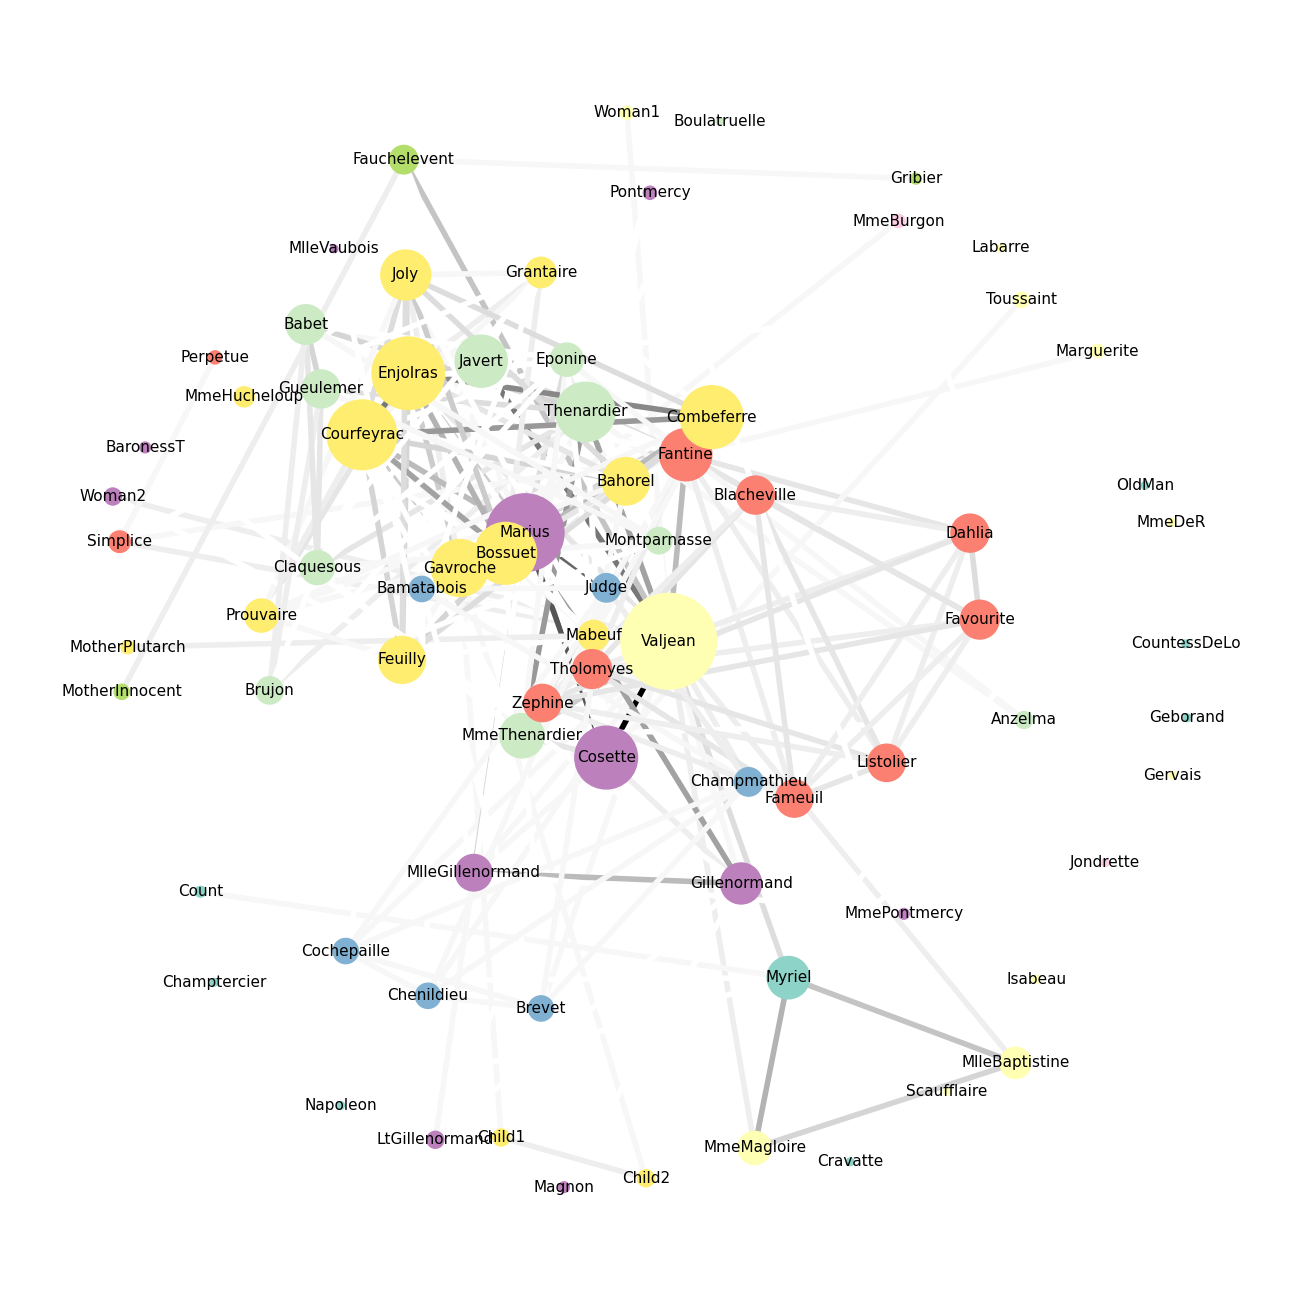 Woman1
Boulatruelle
Fauchelevent
Gribier
Pontmercy
MmeBurgon
MlleVaubois
Labarre
Joly
Grantaire
Toussaint
Babet
Marguerite
Perpetue
Javert
Eponine
Enjolras
Gueulemer
MmeHucheloup
Thenardier
Combeferre
Courfeyrac
BaronessT
Fantine
Bahorel
OldMan
Woman2
Blacheville
MmeDeR
Marius
Dahlia
Simplice
Montparnasse
Bossuet
Claquesous
Gavroche
Bamatabois
Judge
Prouvaire
Favourite
Mabeuf
Valjean
CountessDeLo
MotherPlutarch
Feuilly
Tholomyes
MotherInnocent
Brujon
Zephine
Geborand
Anzelma
MmeThenardier
Cosette
Listolier
Gervais
Champmathieu
Fameuil
Jondrette
MlleGillenormand
Gillenormand
Count
MmePontmercy
Cochepaille
Myriel
Isabeau
Champtercier
Chenildieu
Brevet
MlleBaptistine
Scaufflaire
Napoleon
LtGillenormand
Child1
MmeMagloire
Cravatte
Child2
Magnon